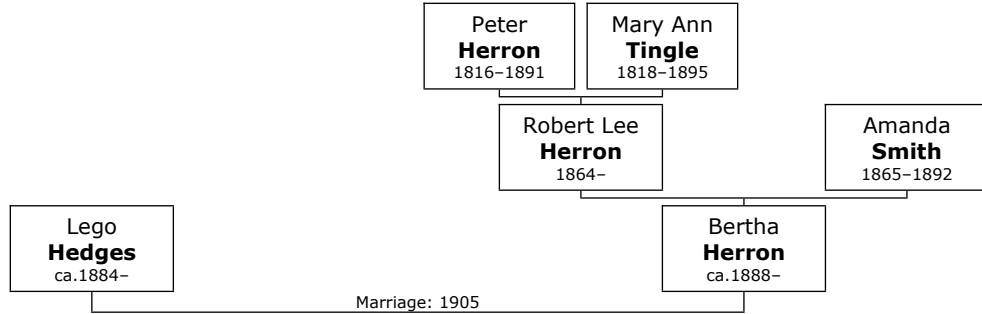 Peter
Herron
1816–1891
Mary Ann
Tingle
1818–1895
Robert Lee
Herron
1864–
Amanda
Smith
1865–1892
Lego
Hedges
ca.1884–
Bertha
Herron
ca.1888–
Marriage: 1905